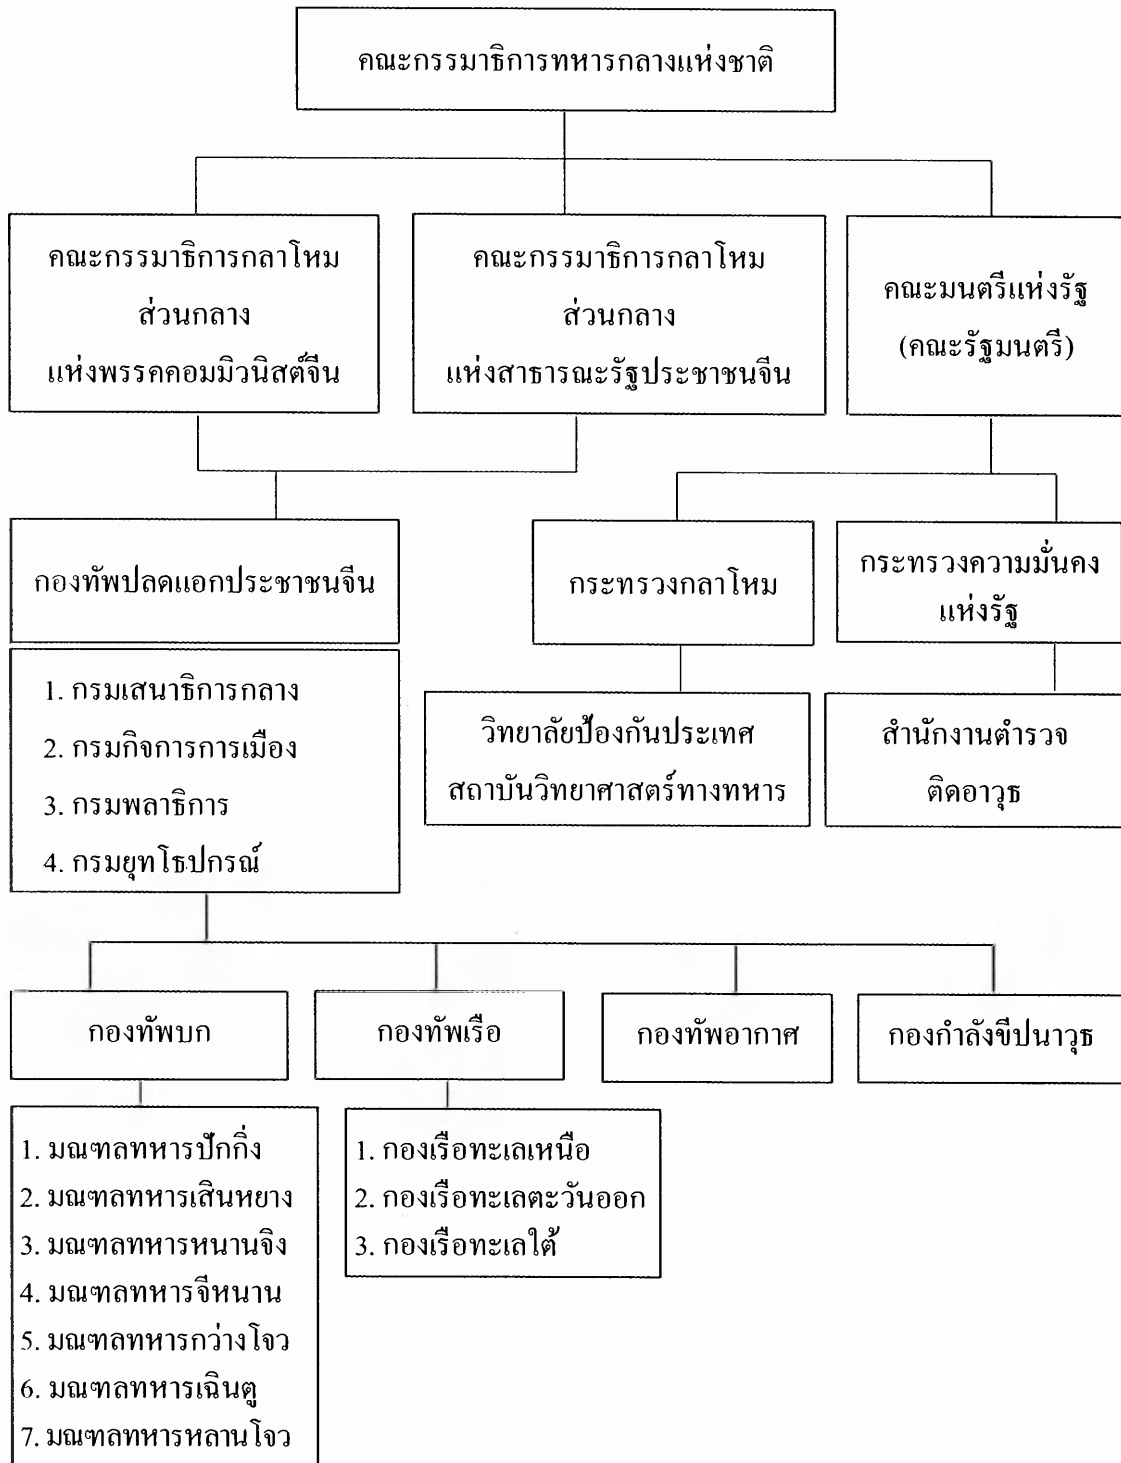 คณะกรรมาธิการทหารกลางแห่งชาติ
คณะกรรมาธิการกลาโหม
ส่วนกลาง
แห่งพรรคคอมมิวนิสต์จีน
คณะกรรมาธิการกลาโหม
ส่วนกลาง
แห่งสาธารณะรัฐประชาชนจีน
คณะมนตรีแห่งรัฐ
(คณะรัฐมนตรี)
กองทัพปลดแอกประชาชนจีน
กระทรวงกลาโหม
กระทรวงความมั่นคง
แห่งรัฐ
1. กรมเสนาธิการกลาง
2. กรมกิจการการเมือง
3. กรมพลาธิการ
4. กรมยุทโธปกรณ์
วิทยาลัยป้องกันประเทศ
สถาบันวิทยาศาสตร์ทางทหาร
สำนักงานตำรวจ
ติดอาวุธ
กองทัพบก
กองทัพเรือ
กองทัพอากาศ
กองกำลังขีปนาวุธ
1. มณฑลทหารปักกิ่ง
2. มณฑลทหารเสินหยาง
3. มณฑลทหารหนานจิง
4. มณฑลทหารจีหนาน
5. มณฑลทหารกว่างโจว
6. มณฑลทหารเฉินตู
7. มณฑลทหารหลานโจว
1. กองเรือทะเลเหนือ
2. กองเรือทะเลตะวันออก
3. กองเรือทะเลใต้